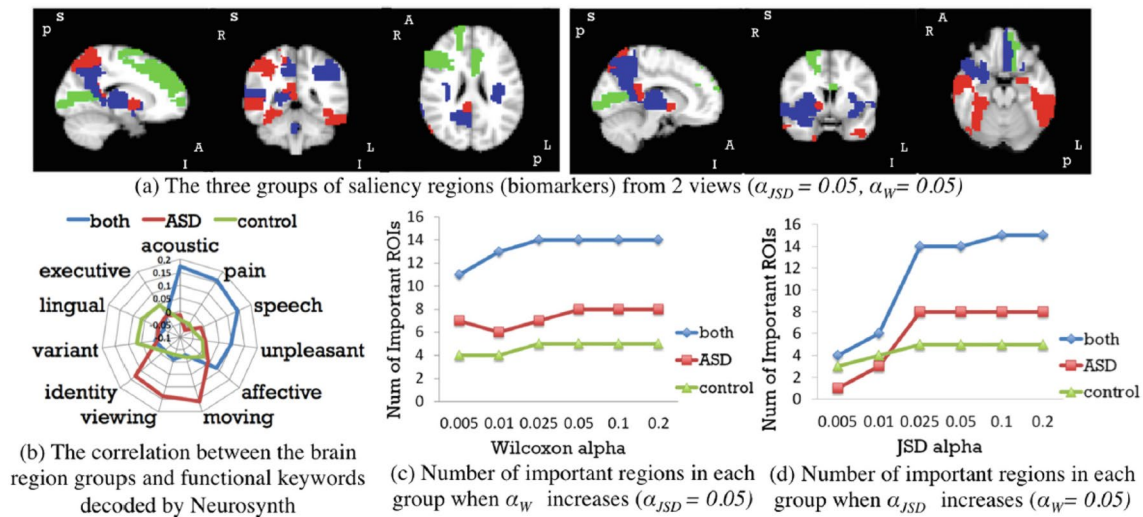 S
P
A
I
S
R
L
I
A
R
L
P
S
P
A
I
S
R
L
I
A
R
L
P
(a) The three groups of saliency regions (biomarkers) from 2 views (α_JSD = 0.05, α_W= 0.05)
both ASD control
acoustic
pain
speech
unpleasant
affective
moving
viewing
identity
variant
lingual
executive
0.2
0.15
0.1
0.05
0
-0.05
-0.1
(b) The correlation between the brain
region groups and functional keywords
decoded by Neurosynth
Num of Important ROIs
16
14
12
10
8
6
4
2
0
0.005 0.01 0.025 0.05 0.1 0.2
Wilcoxon alpha
both
ASD
control
(c) Number of important regions in each
group when α_W increases (α_JSD = 0.05)
Num of Important ROIs
16
14
12
10
8
6
4
2
0
0.005 0.01 0.025 0.05 0.1 0.2
JSD alpha
both
ASD
control
(d) Number of important regions in each
group when α_JSD increases (α_W= 0.05)